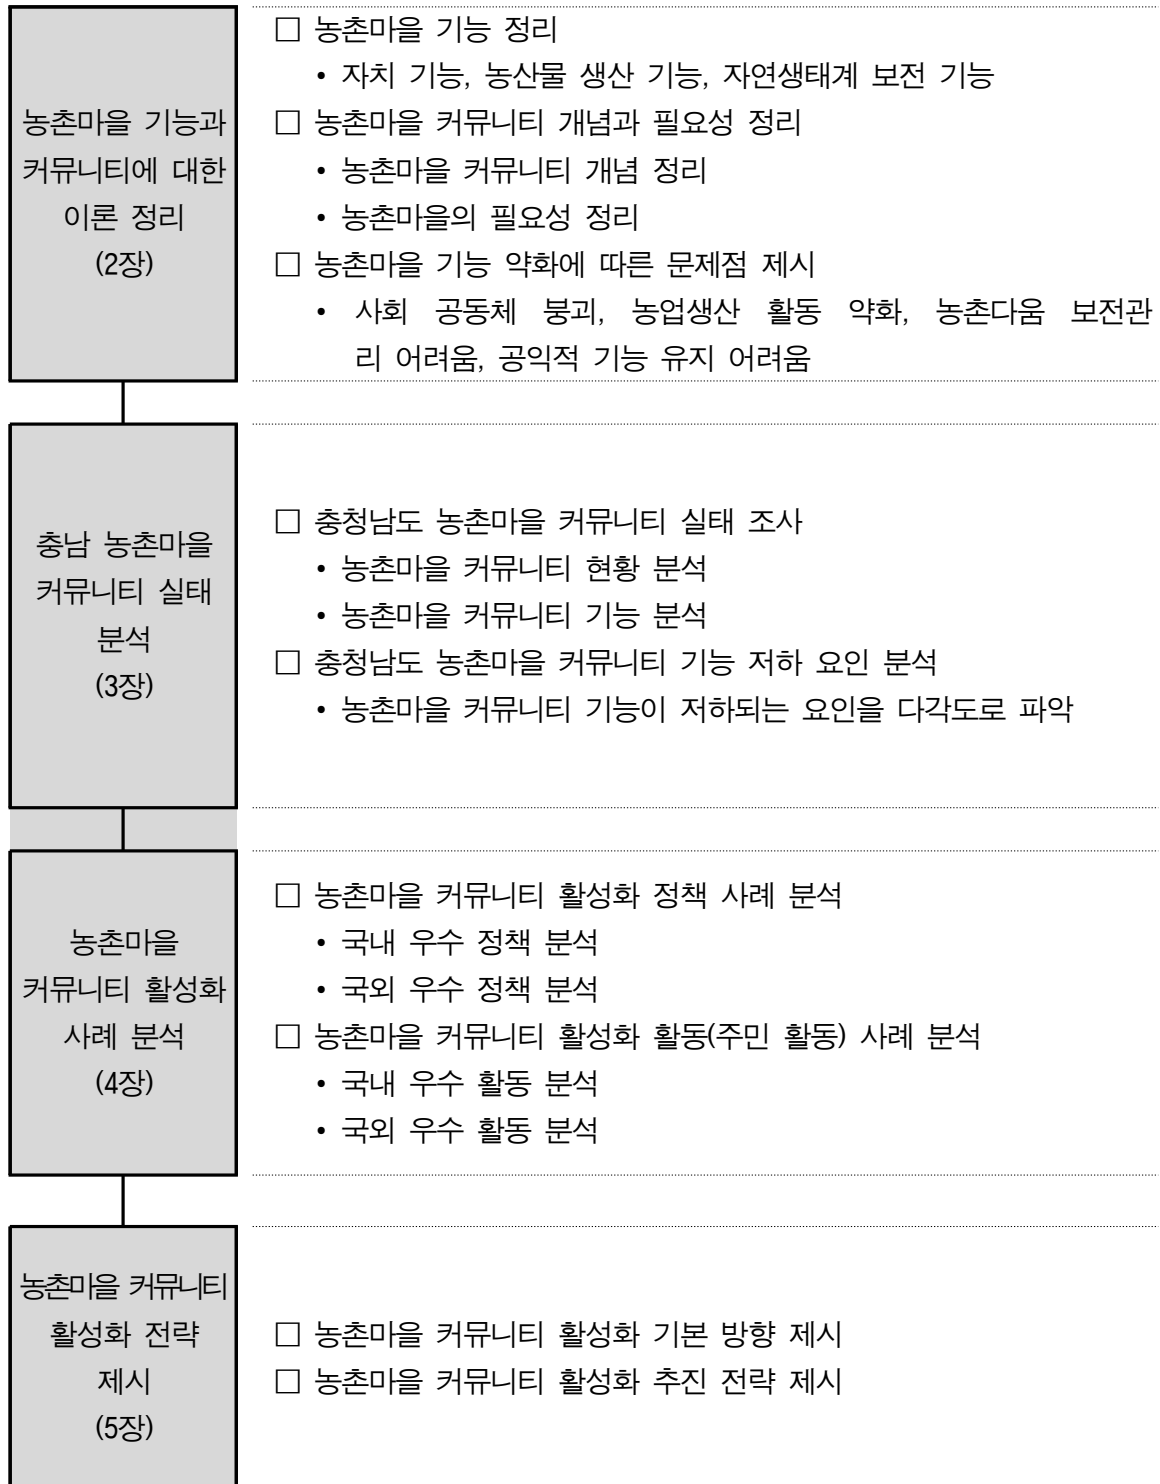 농촌마을 기능과
커뮤니티에 대한
이론 정리
(2장)
□ 농촌마을 기능 정리
• 자치 기능, 농산물 생산 기능, 자연생태계 보전 기능
□ 농촌마을 커뮤니티 개념과 필요성 정리
• 농촌마을 커뮤니티 개념 정리
• 농촌마을의 필요성 정리
□ 농촌마을 기능 약화에 따른 문제점 제시
• 사회 공동체 붕괴, 농업생산 활동 약화, 농촌다움 보전관
리 어려움, 공익적 기능 유지 어려움
충남 농촌마을
커뮤니티 실태
분석
(3장)
□ 충청남도 농촌마을 커뮤니티 실태 조사
• 농촌마을 커뮤니티 현황 분석
• 농촌마을 커뮤니티 기능 분석
□ 충청남도 농촌마을 커뮤니티 기능 저하 요인 분석
• 농촌마을 커뮤니티 기능이 저하되는 요인을 다각도로 파악
농촌마을
커뮤니티 활성화
사례 분석
(4장)
□ 농촌마을 커뮤니티 활성화 정책 사례 분석
• 국내 우수 정책 분석
• 국외 우수 정책 분석
□ 농촌마을 커뮤니티 활성화 활동(주민 활동) 사례 분석
• 국내 우수 활동 분석
• 국외 우수 활동 분석
농촌마을 커뮤니티
활성화 전략
제시
(5장)
□ 농촌마을 커뮤니티 활성화 기본 방향 제시
□ 농촌마을 커뮤니티 활성화 추진 전략 제시